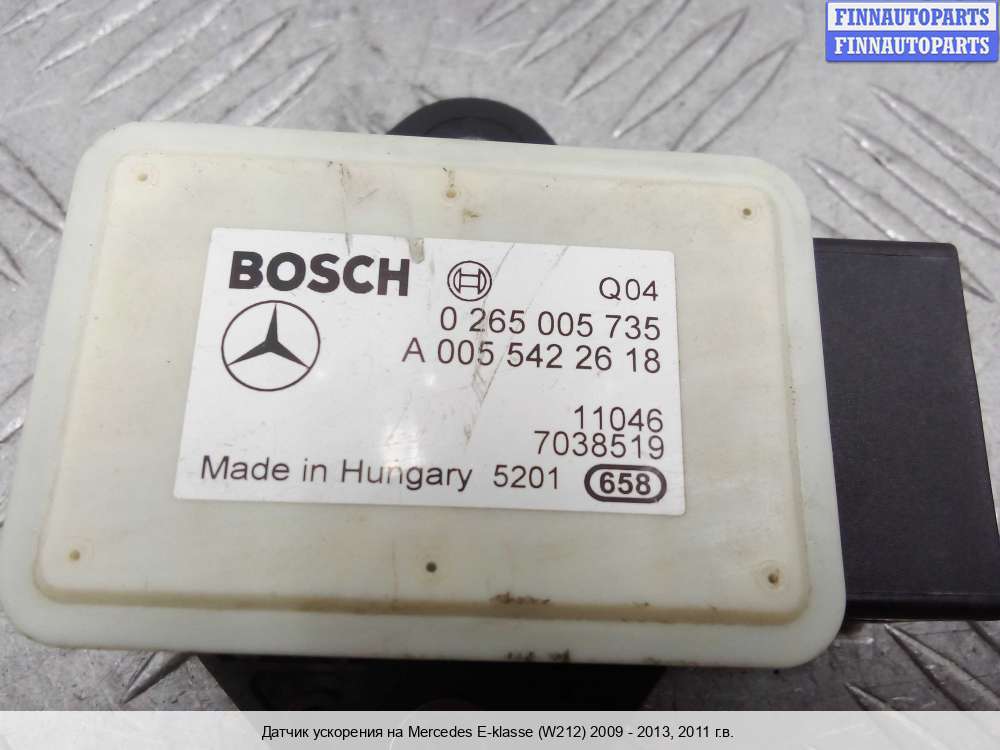 FINNAUTOPARTS
FINNAUTOPARTS
BOSCH
Q04
0 265 005 735
A 005 542 26 18
11046
7038519
Made in Hungary 5201 658
Датчик ускорения на Mercedes E-klasse (W212) 2009 - 2013, 2011 г.в.